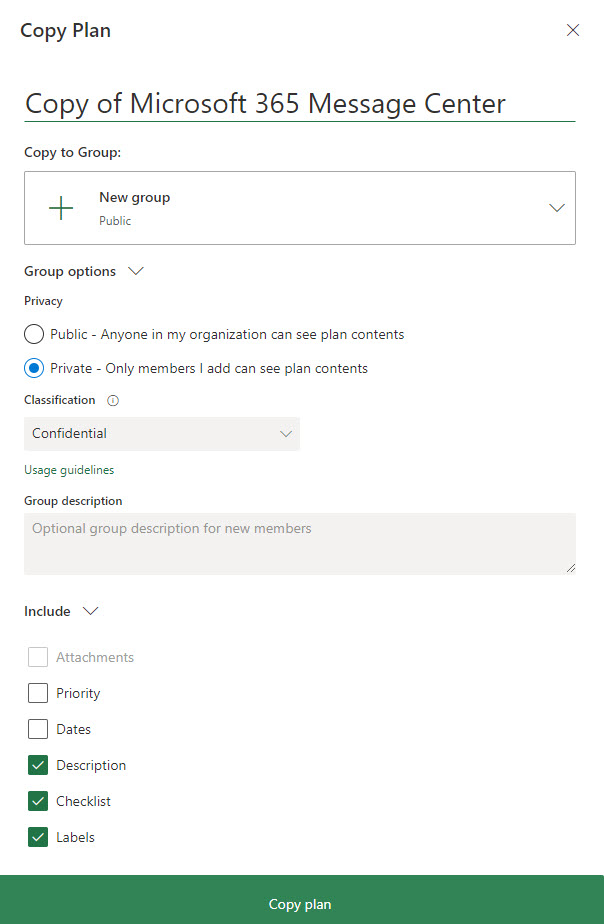 Copy Plan
Copy of Microsoft 365 Message Center
Copy to Group:
New group
Public
Group options
Privacy
Public - Anyone in my organization can see plan contents
Private - Only members I add can see plan contents
Classification
Confidential
Usage guidelines
Group description
Optional group description for new members
Include
Attachments
Priority
Dates
Description
Checklist
Labels
Copy plan